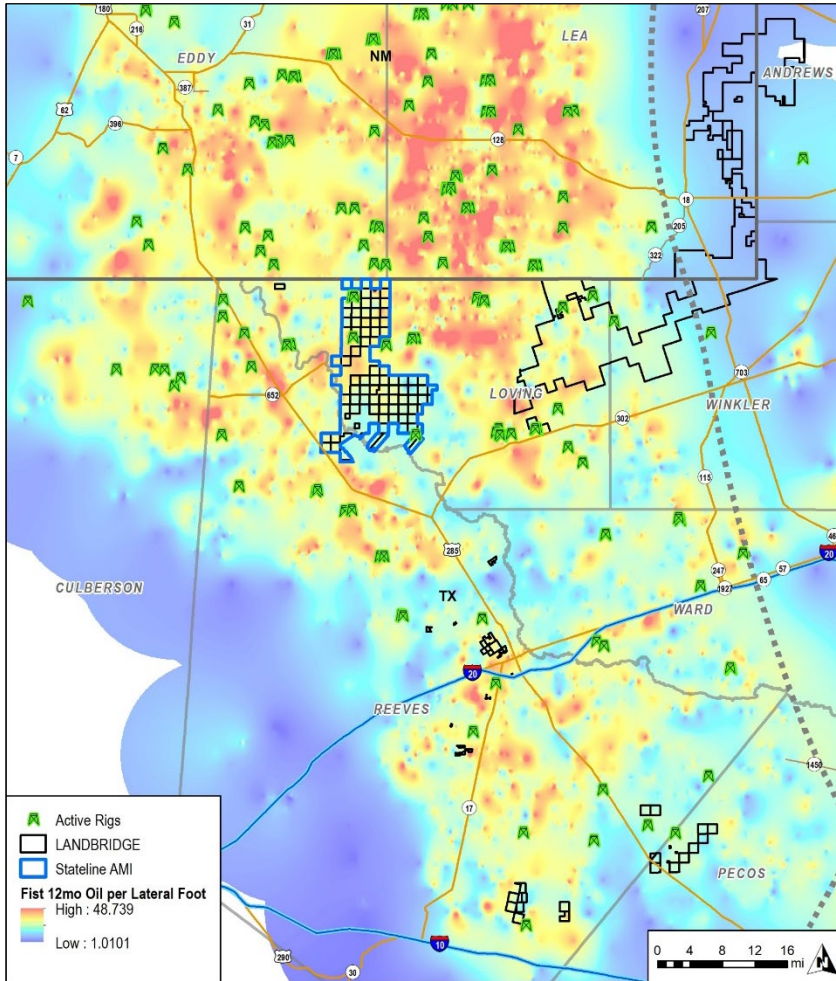 180
216
31
207
EDDY
LEA
NM
ANDREWS
387
62
396
128
7
18
205
322
652
LOVING
302
703
WINKLER
115
285
46
20
57
247
65
1927
CULBERSON
TX
WARD
20
REEVES
1450
17
PECOS
10
290
30
Active Rigs
LANDBRIDGE
Stateline AMI
Fist 12mo Oil per Lateral Foot
High : 48.739
Low : 1.0101
0 4 8 12 16
mi
N